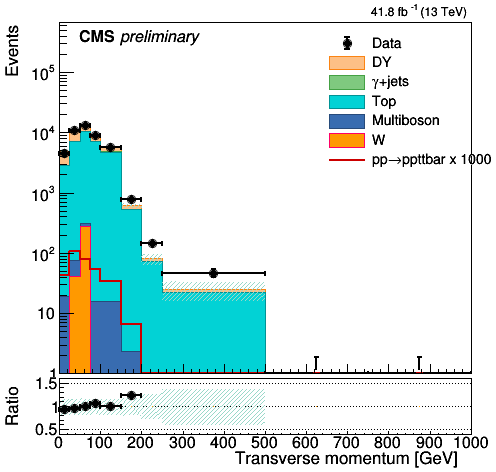 41.8 fb⁻¹ (13 TeV)
CMS preliminary
Events
Data
DY
γ+jets
Top
Multiboson
W
pp→ppttbar x 1000
10⁵
10⁴
10³
10²
10
1
Ratio
1.5
1
0.5
0 100 200 300 400 500 600 700 800 900 1000
Transverse momentum [GeV]